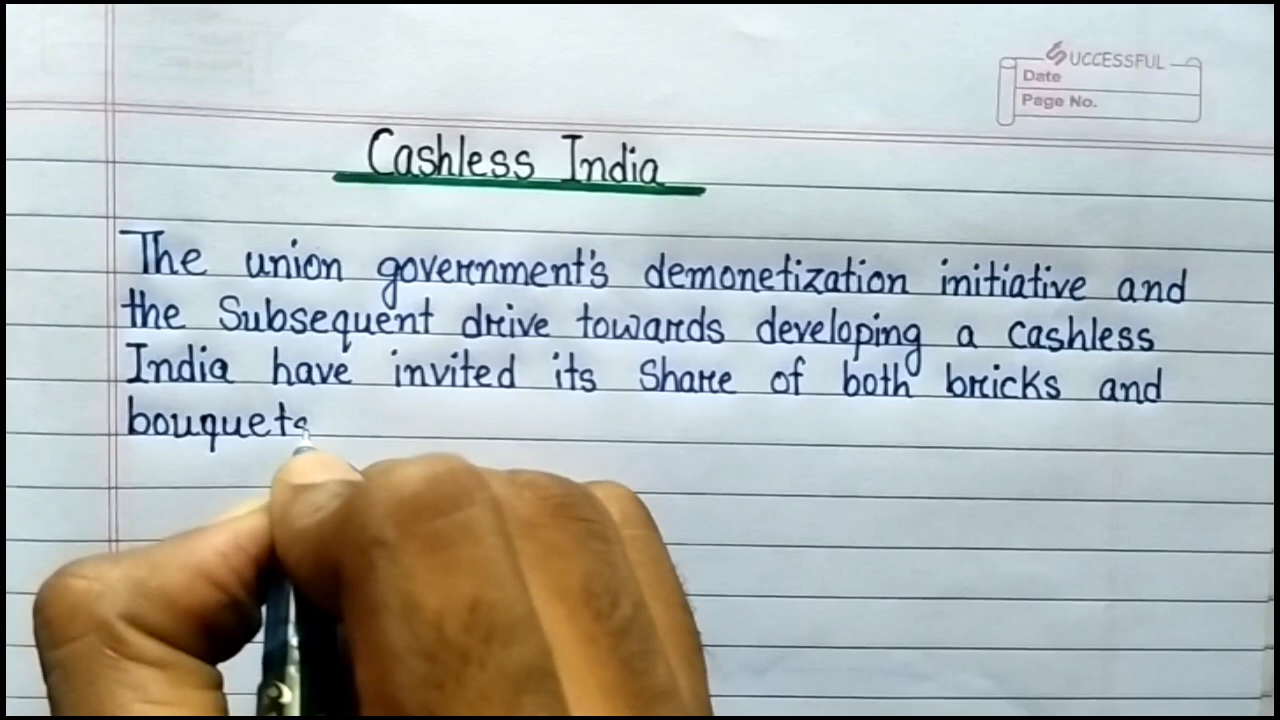 SUCCESSFUL
Date
Page No.
Cashless India
The union government's demonetization initiative and
the Subsequent drive towards developing a cashless
India have invited its Share of both bricks and
bouquets